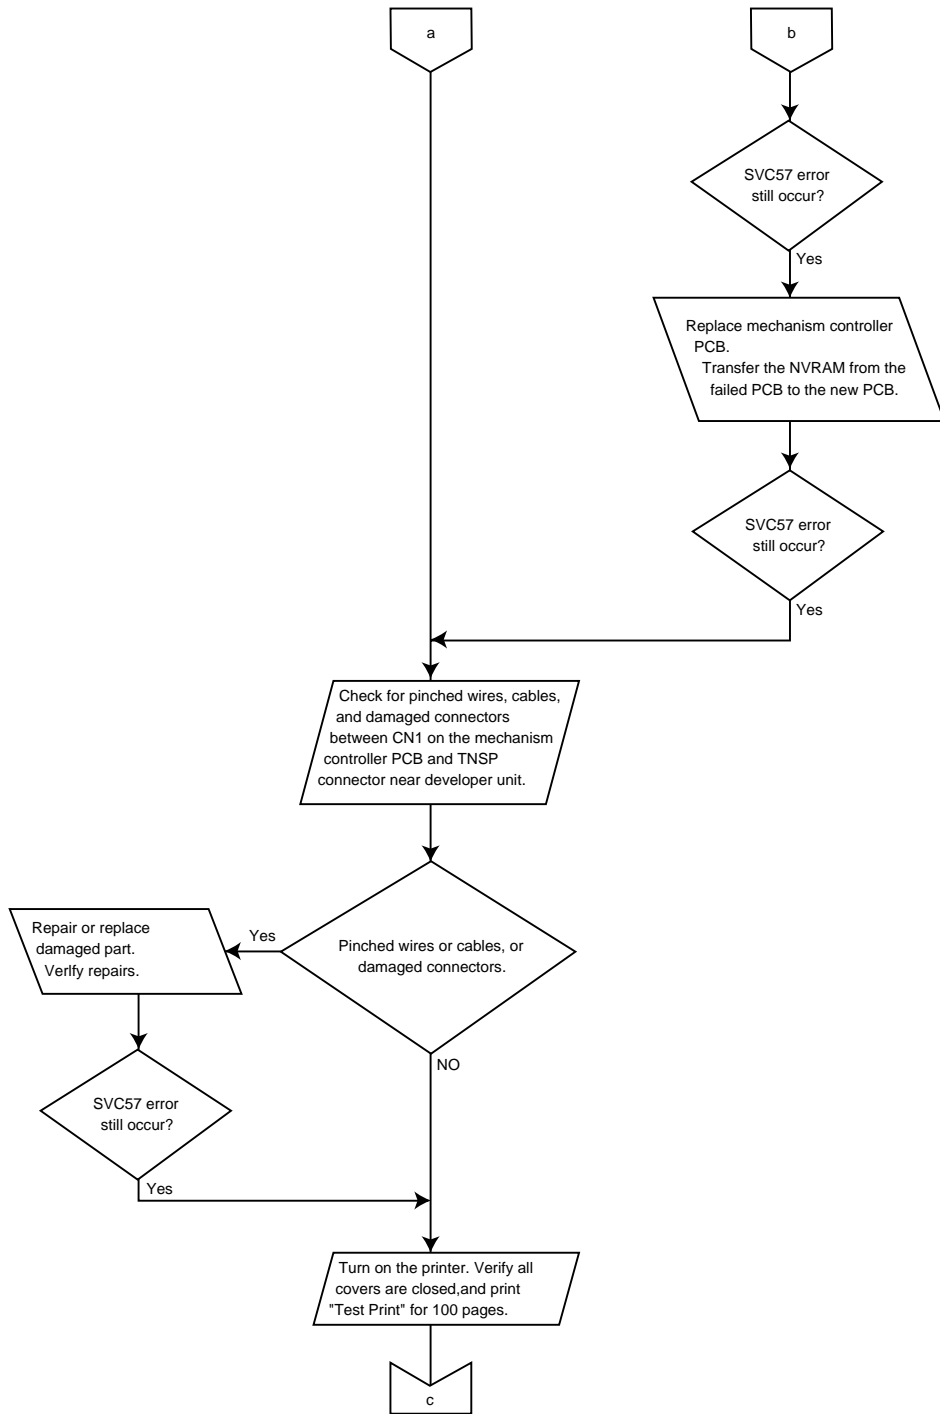 a
b
SVC57 error
still occur?
Yes
Replace mechanism controller
PCB.
Transfer the NVRAM from the
failed PCB to the new PCB.
SVC57 error
still occur?
Yes
Check for pinched wires, cables,
and damaged connectors
between CN1 on the mechanism
controller PCB and TNSP
connector near developer unit.
Pinched wires or cables, or
damaged connectors.
Yes
Repair or replace
damaged part.
Verlfy repairs.
SVC57 error
still occur?
Yes
NO
Turn on the printer. Verify all
covers are closed,and print
"Test Print" for 100 pages.
c